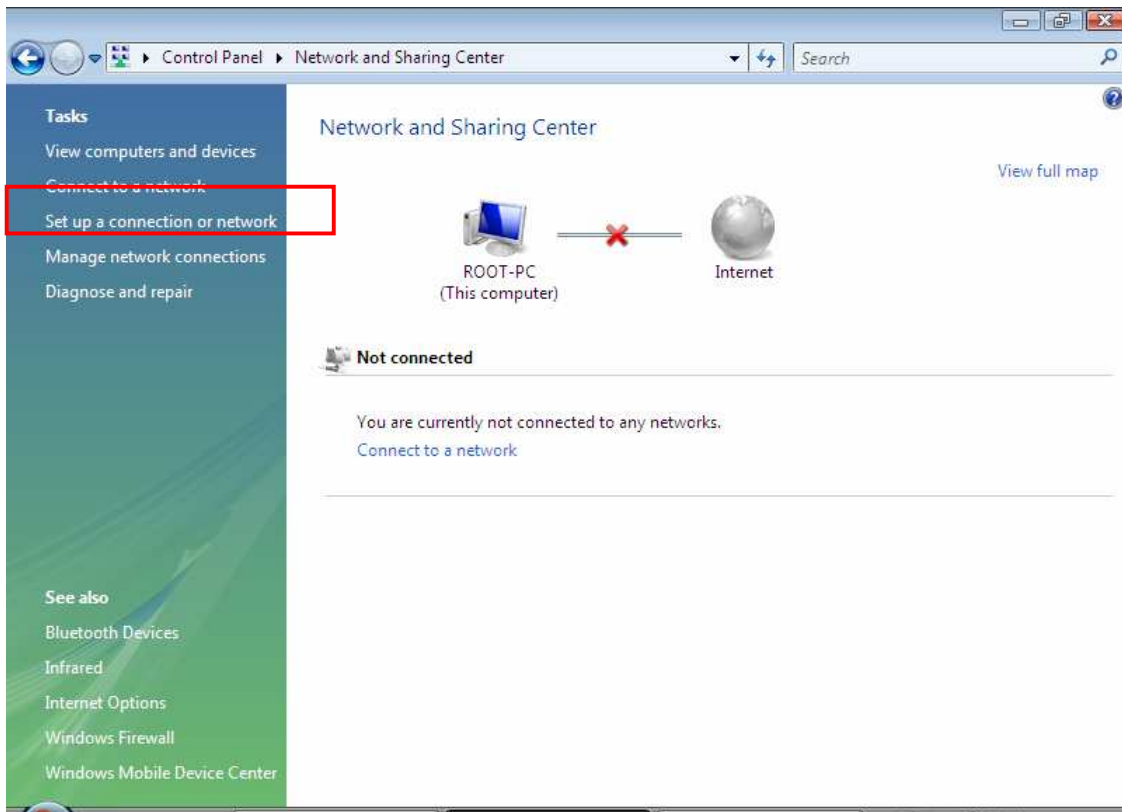 Control Panel
Network and Sharing Center
Search
Tasks
View computers and devices
Connect to a network
Set up a connection or network
Manage network connections
Diagnose and repair
See also
Bluetooth Devices
Infrared
Internet Options
Windows Firewall
Windows Mobile Device Center
Network and Sharing Center
View full map
ROOT-PC
(This computer)
Internet
Not connected
You are currently not connected to any networks.
Connect to a network